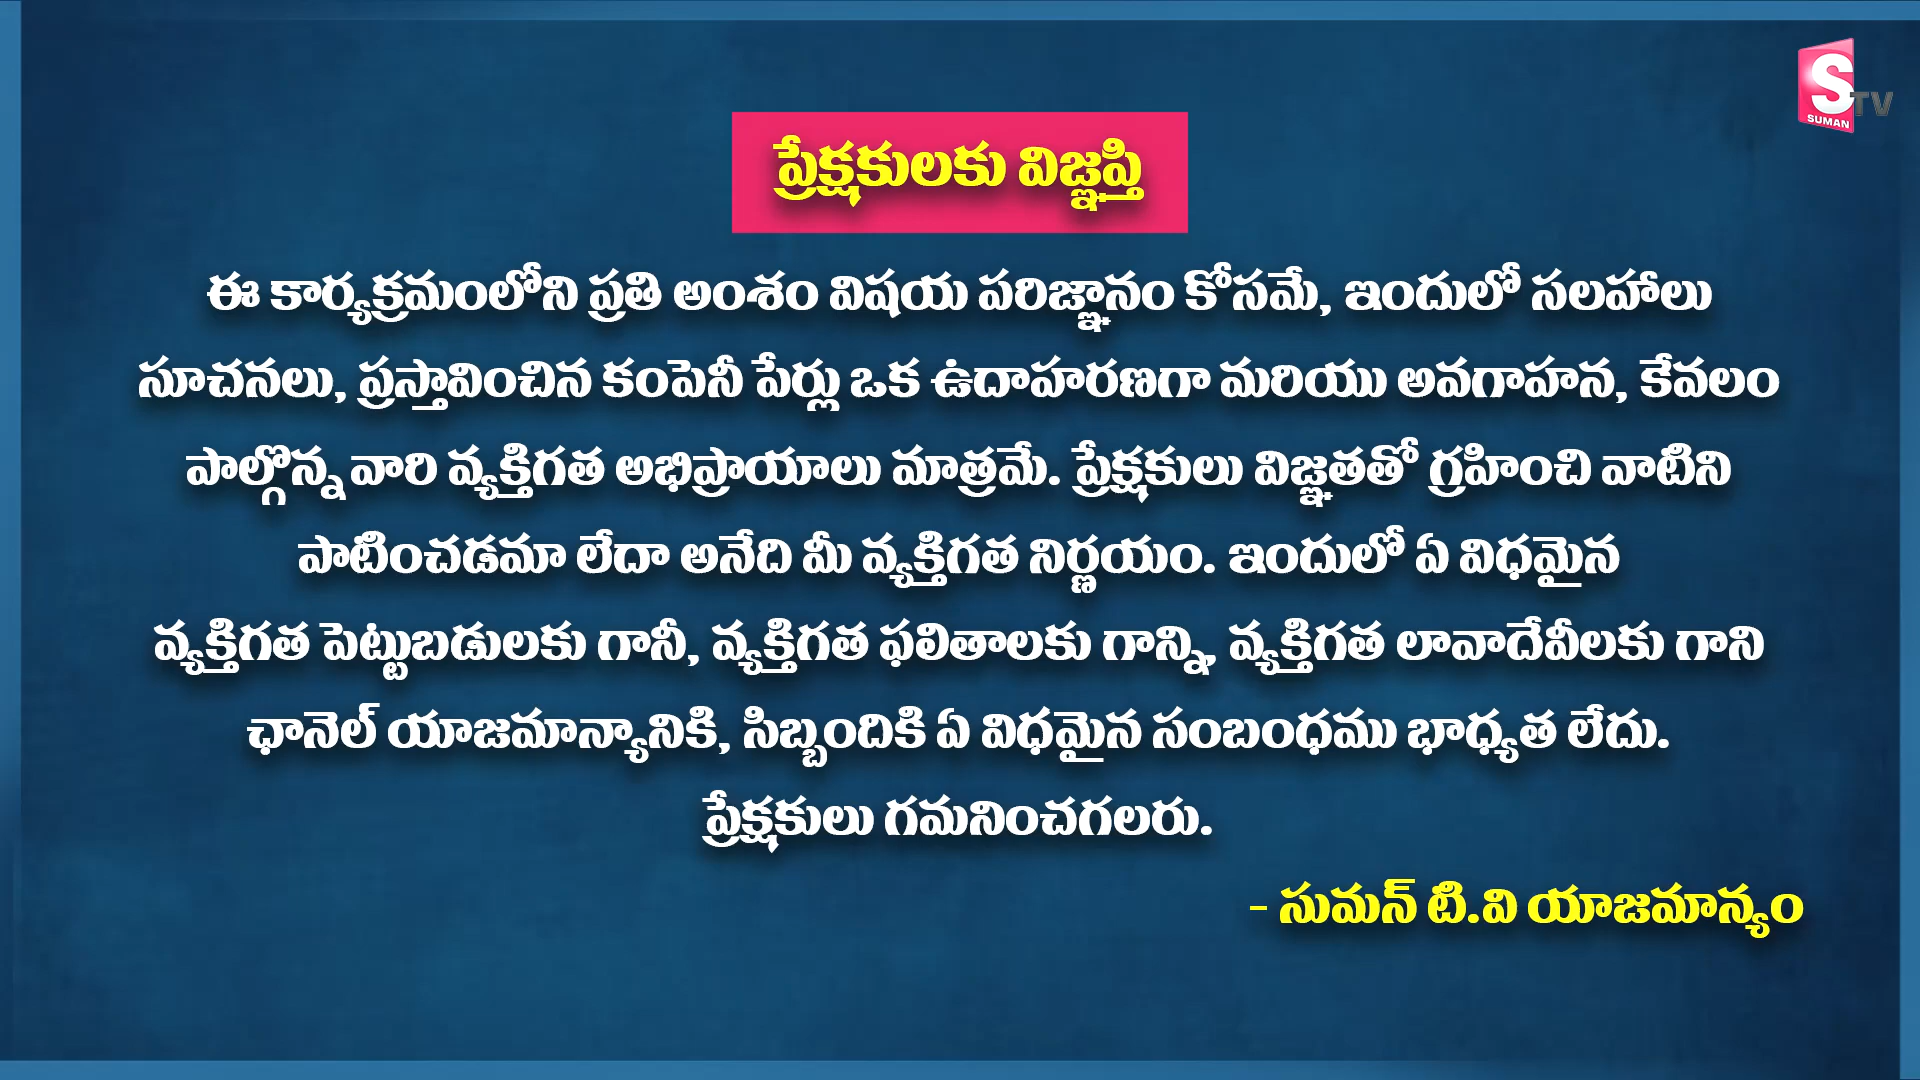 SUMAN TV
ప్రేక్షకులకు విజ్ఞప్తి
ఈ కార్యక్రమంలోని ప్రతి అంశం విషయ పరిజ్ఞానం కోసమే, ఇందులో సలహాలు
సూచనలు, ప్రస్తావించిన కంపెనీ పేర్లు ఒక ఉదాహరణగా మరియు అవగాహన, కేవలం
పాల్గొన్న వారి వ్యక్తిగత అభిప్రాయాలు మాత్రమే. ప్రేక్షకులు విజ్ఞతతో గ్రహించి వాటిని
పాటించడమా లేదా అనేది మీ వ్యక్తిగత నిర్ణయం. ఇందులో ఏ విధమైన
వ్యక్తిగత పెట్టుబడులకు గానీ, వ్యక్తిగత ఫలితాలకు గాన్ని, వ్యక్తిగత లావాదేవీలకు గాని
ఛానెల్ యాజమాన్యానికి, సిబ్బందికి ఏ విధమైన సంబంధము భాధ్యత లేదు.
ప్రేక్షకులు గమనించగలరు.
- సుమన్ టి.వి యాజమాన్యం